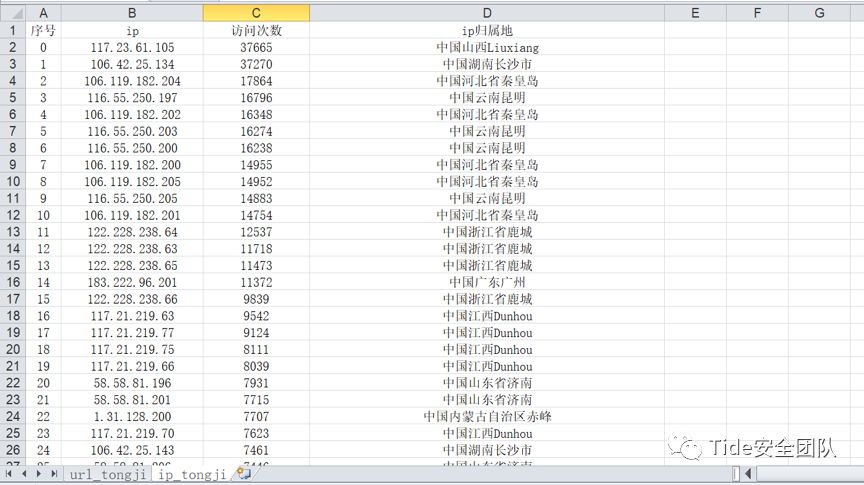 A B C D E F G
1 序号 ip 访问次数 ip归属地
2 0 117.23.61.105 37665 中国山西Liuxiang
3 1 106.42.25.134 37270 中国湖南长沙市
4 2 106.119.182.204 17864 中国河北省秦皇岛
5 3 116.55.250.197 16796 中国云南昆明
6 4 106.119.182.202 16348 中国河北省秦皇岛
7 5 116.55.250.203 16274 中国云南昆明
8 6 116.55.250.200 16238 中国云南昆明
9 7 106.119.182.200 14955 中国河北省秦皇岛
10 8 106.119.182.205 14952 中国河北省秦皇岛
11 9 116.55.250.205 14883 中国云南昆明
12 10 106.119.182.201 14754 中国河北省秦皇岛
13 11 122.228.238.64 12537 中国浙江省鹿城
14 12 122.228.238.63 11718 中国浙江省鹿城
15 13 122.228.238.65 11473 中国浙江省鹿城
16 14 183.222.96.201 11372 中国广东广州
17 15 122.228.238.66 9839 中国浙江省鹿城
18 16 117.21.219.63 9542 中国江西Dunhou
19 17 117.21.219.77 9124 中国江西Dunhou
20 18 117.21.219.75 8111 中国江西Dunhou
21 19 117.21.219.66 8039 中国江西Dunhou
22 20 58.58.81.196 7931 中国山东省济南
23 21 58.58.81.201 7715 中国山东省济南
24 22 1.31.128.200 7707 中国内蒙古自治区赤峰
25 23 117.21.219.70 7623 中国江西Dunhou
26 24 106.42.25.143 7461 中国湖南长沙市
Tide安全团队
url_tongji ip_tongji